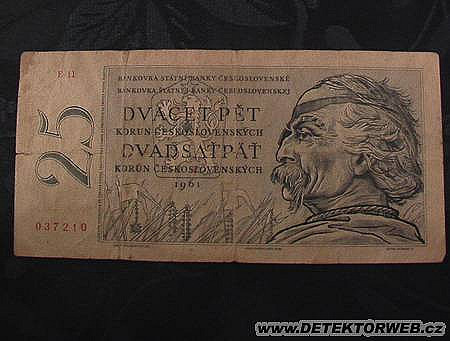 E 11
BANKOVKA STÁTNÍ BANKY ČESKOSLOVENSKÉ
BANKOVKA ŠTÁTNEJ BANKY ČESKOSLOVENSKEJ
DVACET PĚT
KORUN ČESKOSLOVENSKÝCH
DVADSAŤPÄŤ
KORÚN ČESKOSLOVENSKÝCH
1961
25
037210
WWW.DETEKTORWEB.CZ